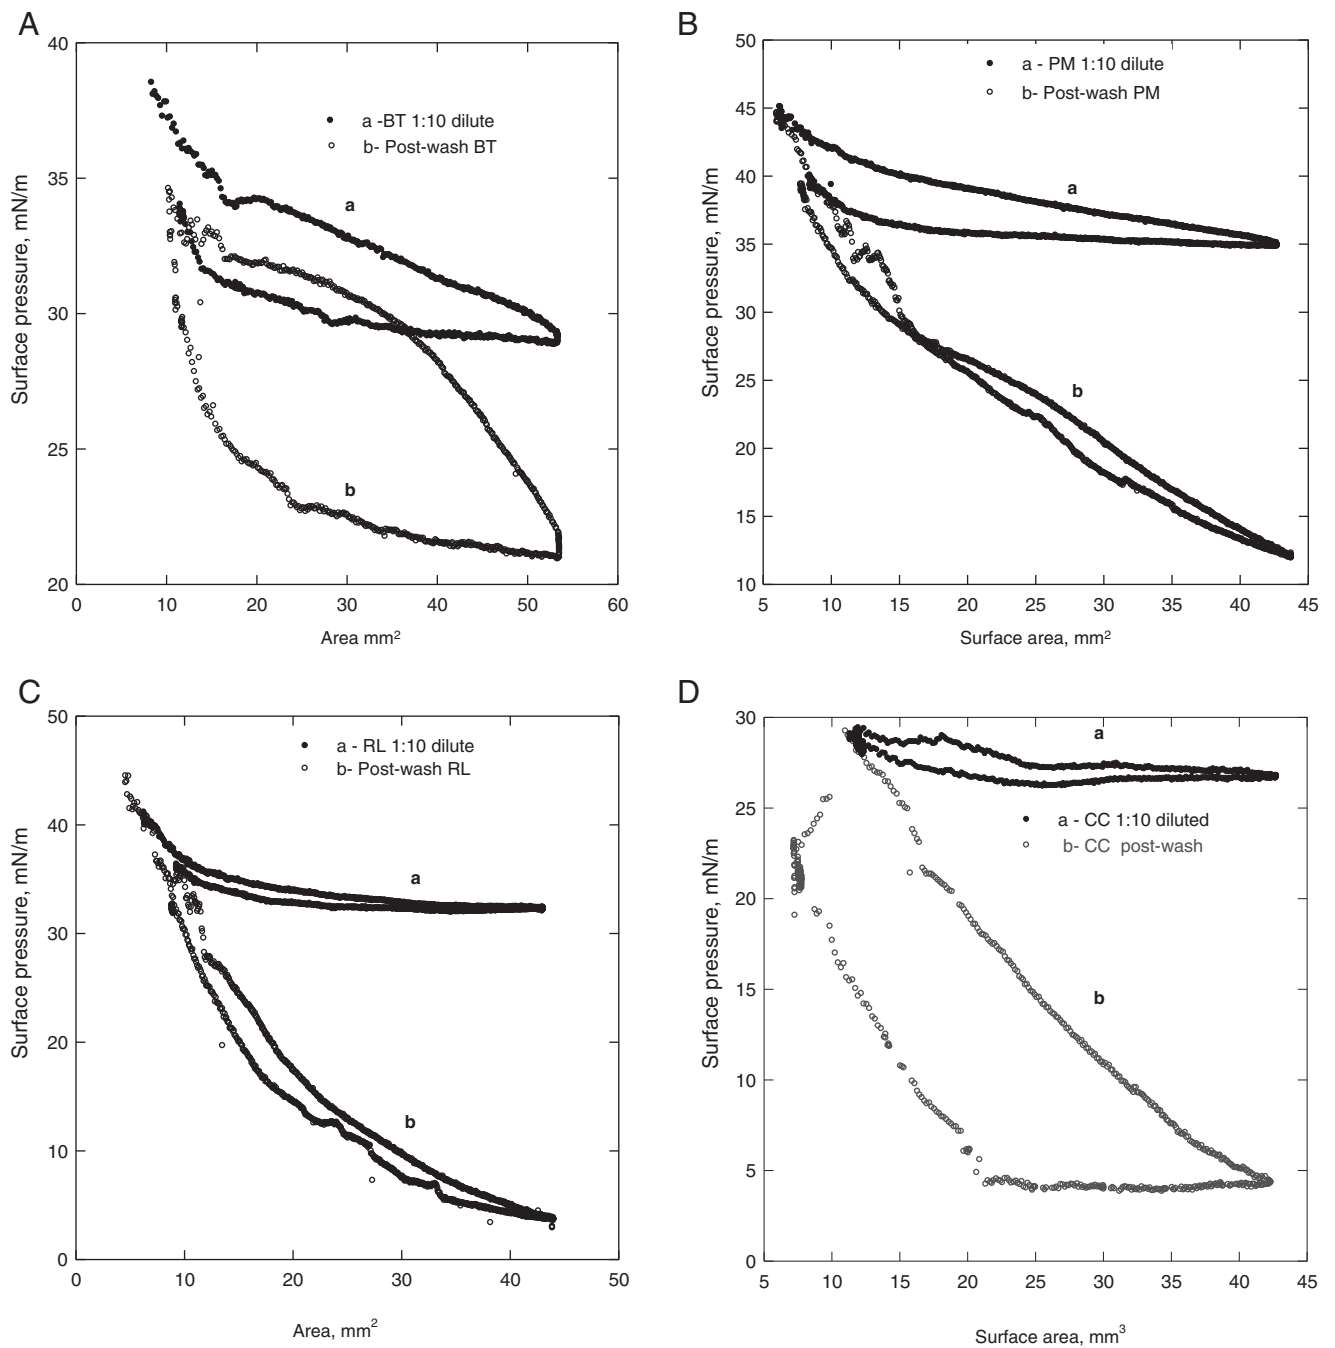 A
40
35
30
25
20
Surface pressure, mN/m
a -BT 1:10 dilute
b- Post-wash BT
a
b
0 10 20 30 40 50 60
Area mm²
B
50
45
40
35
30
25
20
15
10
Surface pressure, mN/m
a - PM 1:10 dilute
b- Post-wash PM
a
b
5 10 15 20 25 30 35 40 45
Surface area, mm²
C
50
40
30
20
10
0
Surface pressure, mN/m
a - RL 1:10 dilute
b- Post-wash RL
a
b
0 10 20 30 40 50
Area, mm²
D
30
25
20
15
10
5
0
Surface pressure, mN/m
a
a - CC 1:10 diluted
b- CC post-wash
b
5 10 15 20 25 30 35 40 45
Surface area, mm³